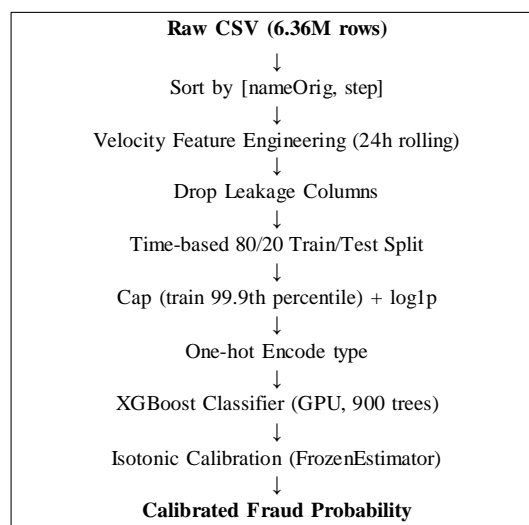 Raw CSV (6.36M rows)
↓
Sort by [nameOrig, step]
↓
Velocity Feature Engineering (24h rolling)
↓
Drop Leakage Columns
↓
Time-based 80/20 Train/Test Split
↓
Cap (train 99.9th percentile) + log1p
↓
One-hot Encode type
↓
XGBoost Classifier (GPU, 900 trees)
↓
Isotonic Calibration (FrozenEstimator)
↓
Calibrated Fraud Probability